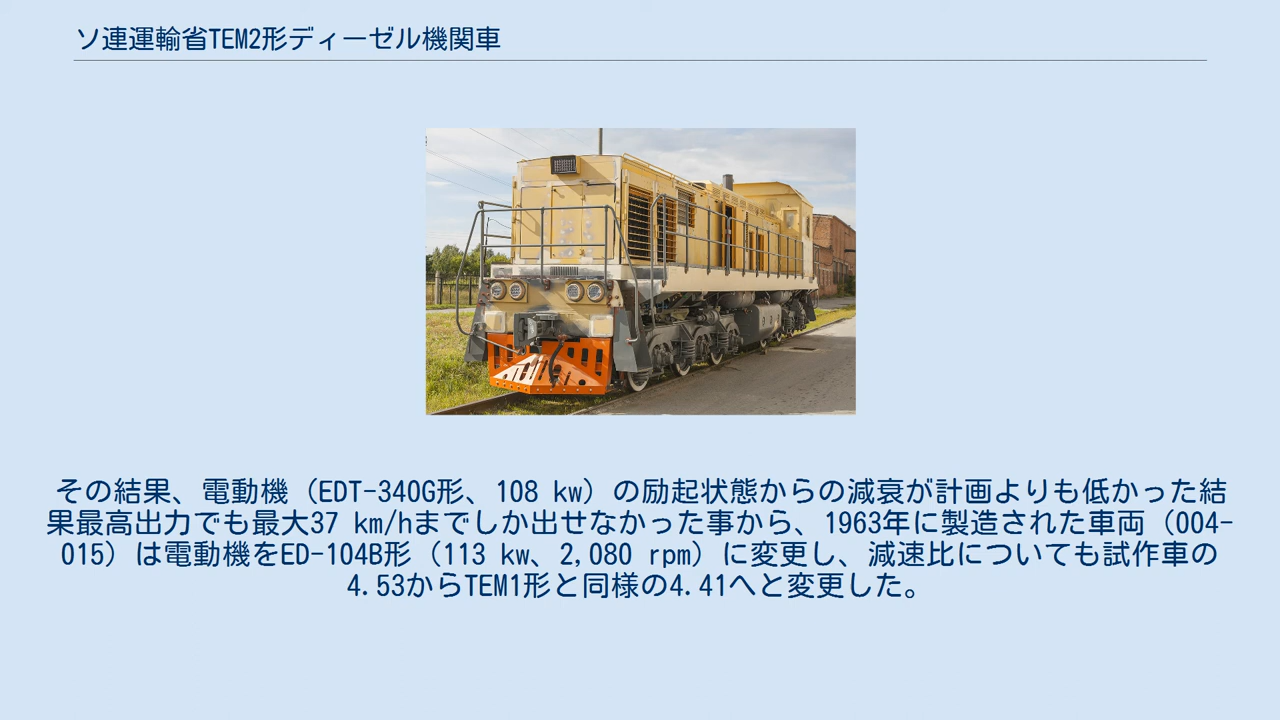 ソ連運輸省TEM2形ディーゼル機関車
その結果、電動機（EDT-340G形、108 kw）の励起状態からの減衰が計画よりも低かった結
果最高出力でも最大37 km/hまでしか出せなかった事から、1963年に製造された車両（004-
015）は電動機をED-104B形（113 kw、2,080 rpm）に変更し、減速比についても試作車の
4.53からTEM1形と同様の4.41へと変更した。